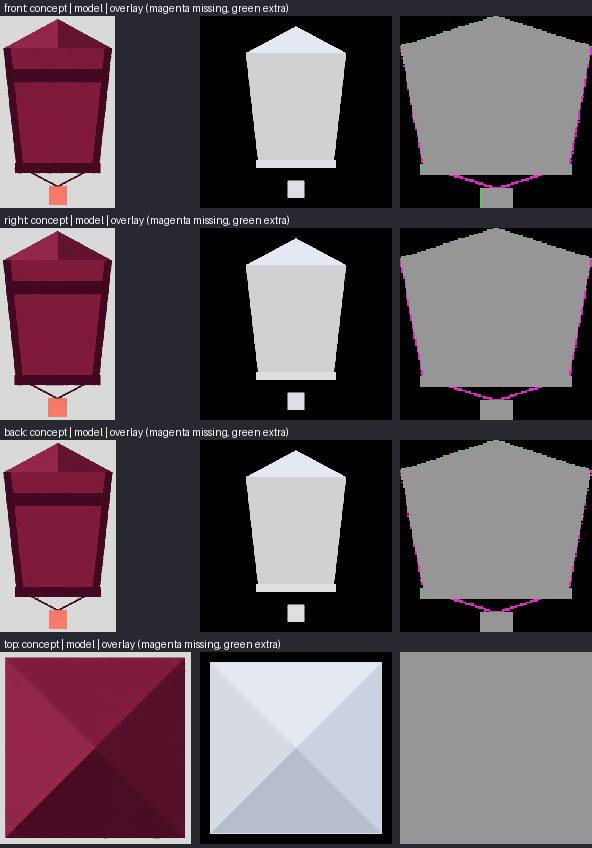 front: concept | model | overlay (magenta missing, green extra)
right: concept | model | overlay (magenta missing, green extra)
back: concept | model | overlay (magenta missing, green extra)
top: concept | model | overlay (magenta missing, green extra)